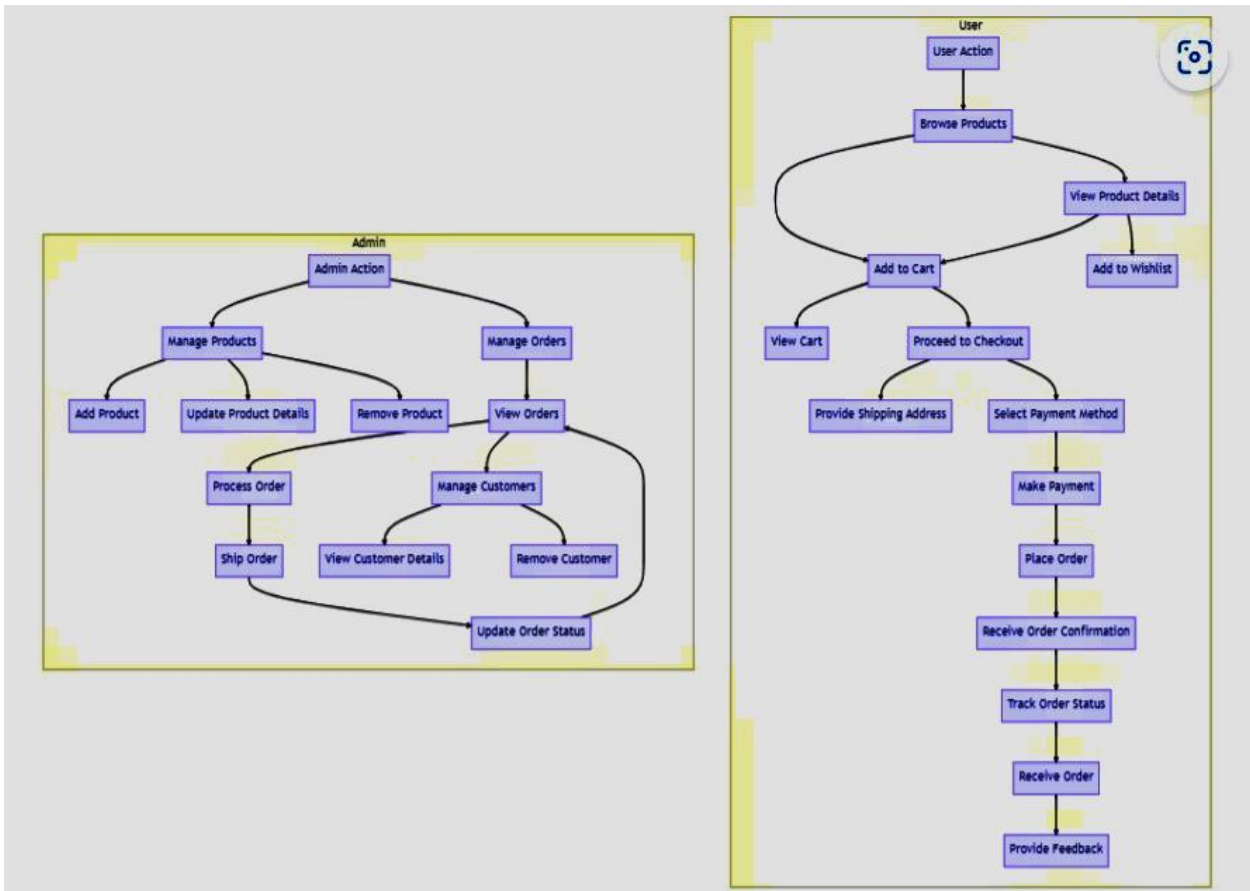 User
User Action
Browse Products
View Product Details
Add to Cart
Add to Wishlist
View Cart
Proceed to Checkout
Provide Shipping Address
Select Payment Method
Make Payment
Place Order
Receive Order Confirmation
Track Order Status
Receive Order
Provide Feedback
Admin
Admin Action
Manage Products
Manage Orders
Add Product
Update Product Details
Remove Product
View Orders
Process Order
Manage Customers
Ship Order
View Customer Details
Remove Customer
Update Order Status